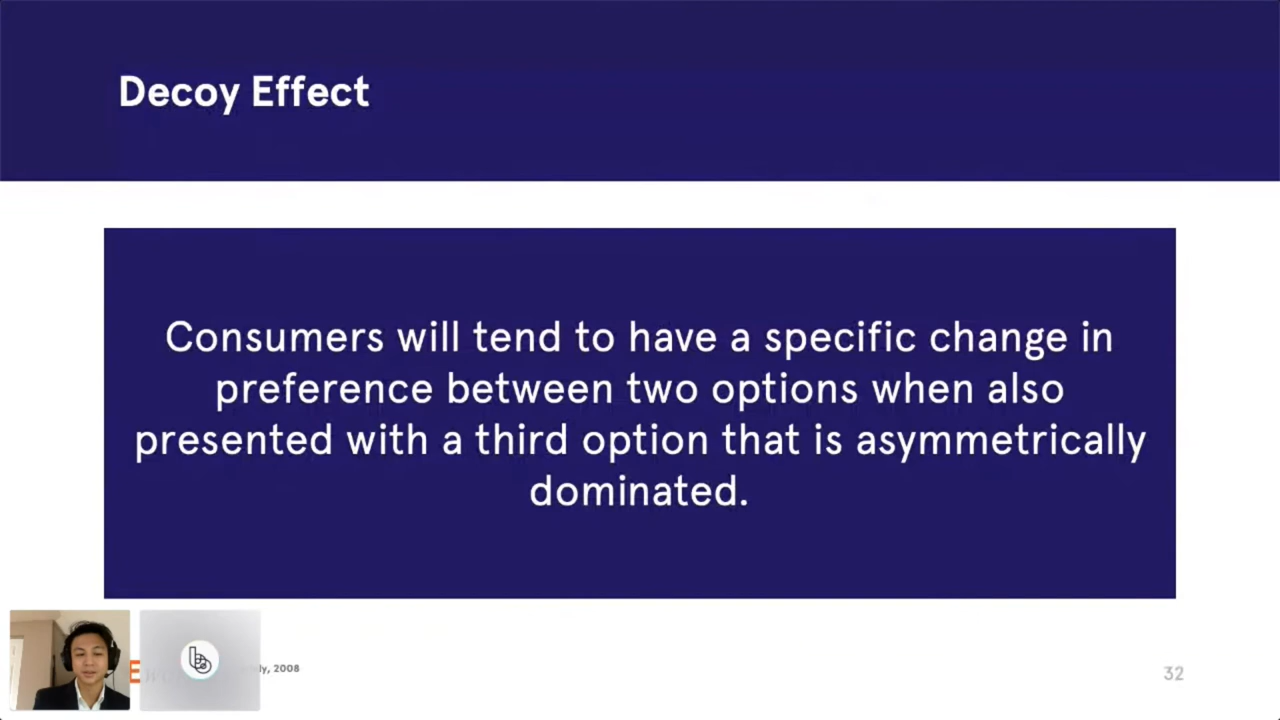 Decoy Effect
Consumers will tend to have a specific change in
preference between two options when also
presented with a third option that is asymmetrically
dominated.
2008
32